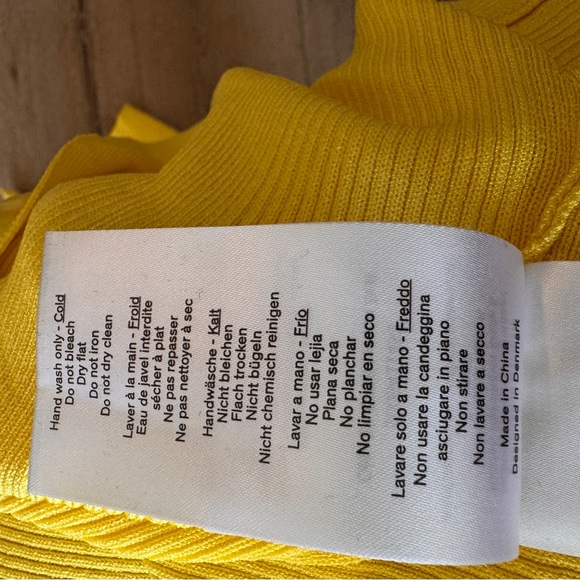 Hand wash only - Cold
Do not bleach
Dry flat
Do not iron
Do not dry clean
Laver à la main - Froid
Eau de javel interdite
sécher à plat
Ne pas repasser
Ne pas nettoyer à sec
Handwäsche - Kalt
Nicht bleichen
Flach trocken
Nicht bügeln
Nicht chemisch reinigen
Lavar a mano - Frío
No usar lejia
Plana seca
No planchar
No limpiar en seco
Lavare solo a mano - Freddo
Non usare la candeggina
asciugare in piano
Non stirare
Non lavare a secco
Made In China
Designed In Denmark